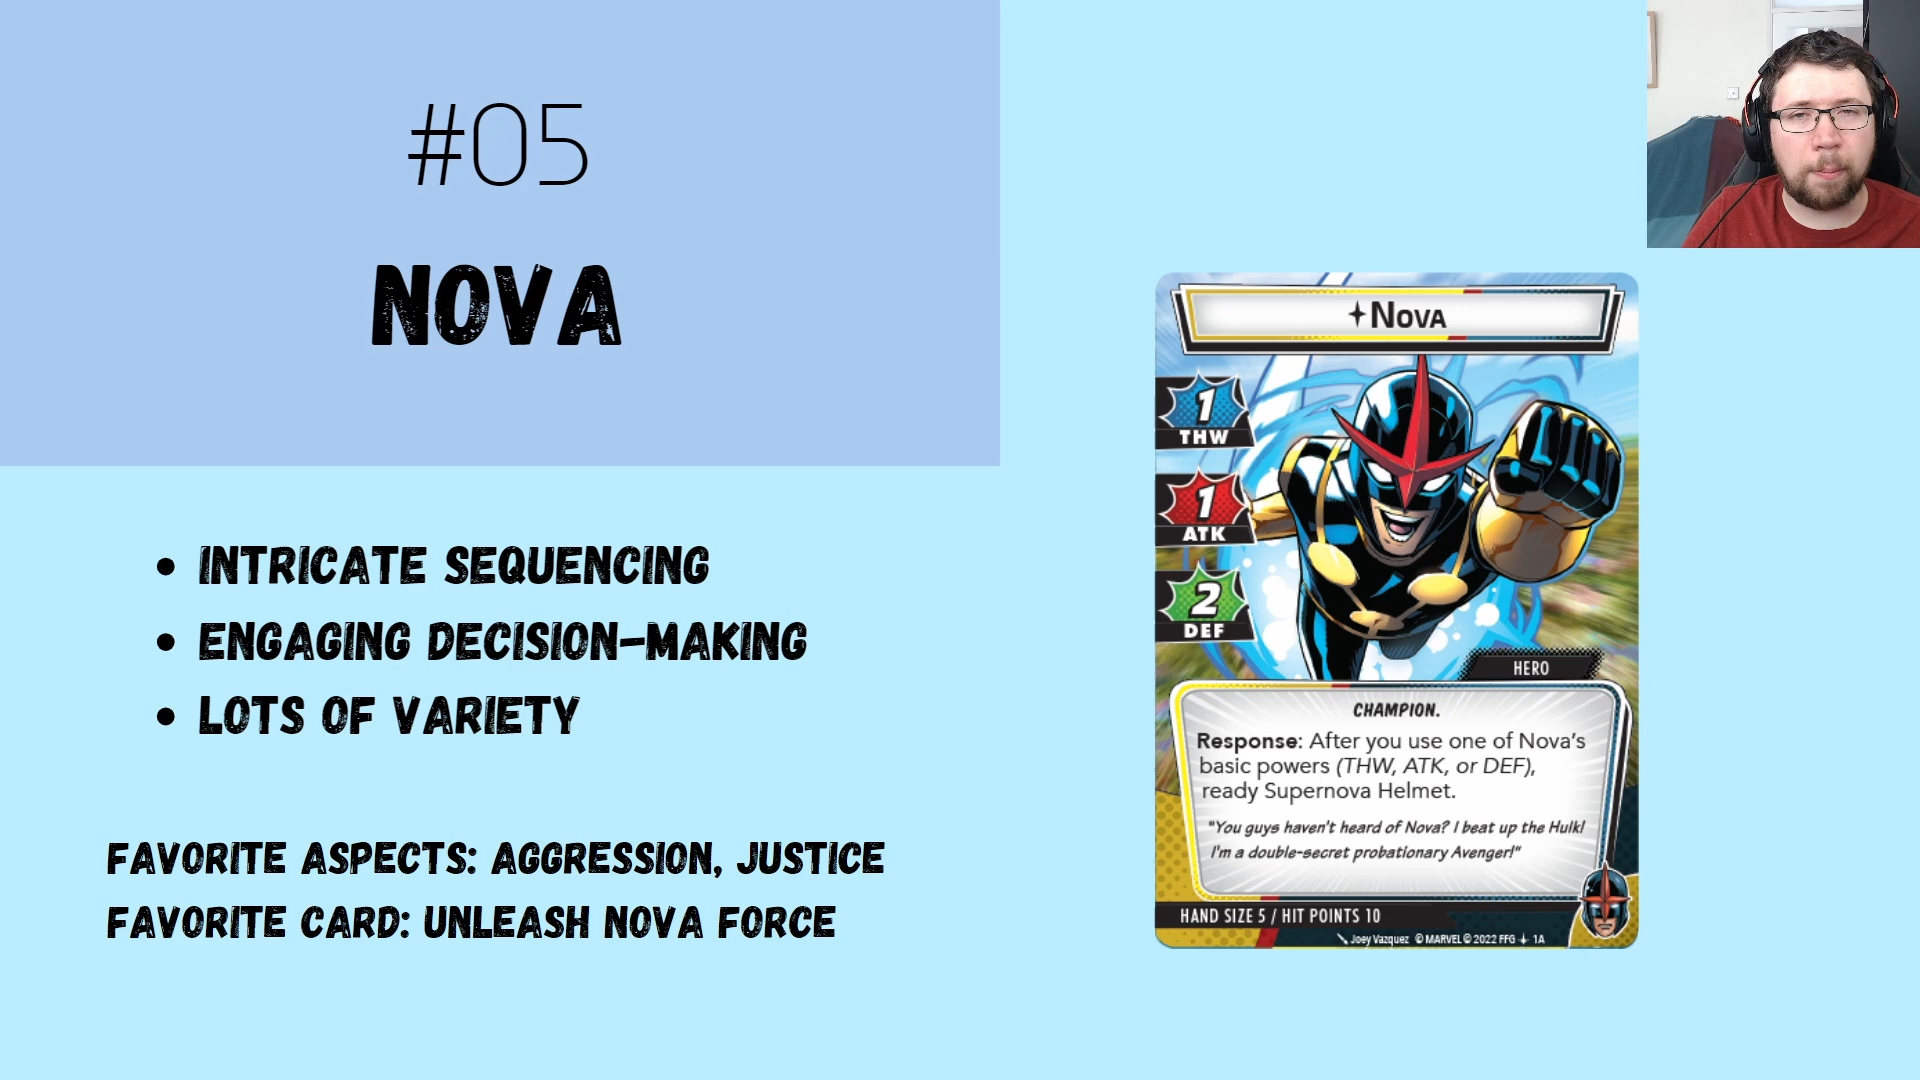 #05
NOVA
• INTRICATE SEQUENCING
• ENGAGING DECISION-MAKING
• LOTS OF VARIETY
FAVORITE ASPECTS: AGGRESSION, JUSTICE
FAVORITE CARD: UNLEASH NOVA FORCE
Nova
1
THW
1
ATK
2
DEF
HERO
CHAMPION.
Response: After you use one of Nova's
basic powers (THW, ATK, or DEF),
ready Supernova Helmet.
"You guys haven't heard of Nova? I beat up the Hulk!
I'm a double-secret probationary Avenger!"
HAND SIZE 5 / HIT POINTS 10
Joey Vazquez © MARVEL © 2022 FFG 1A